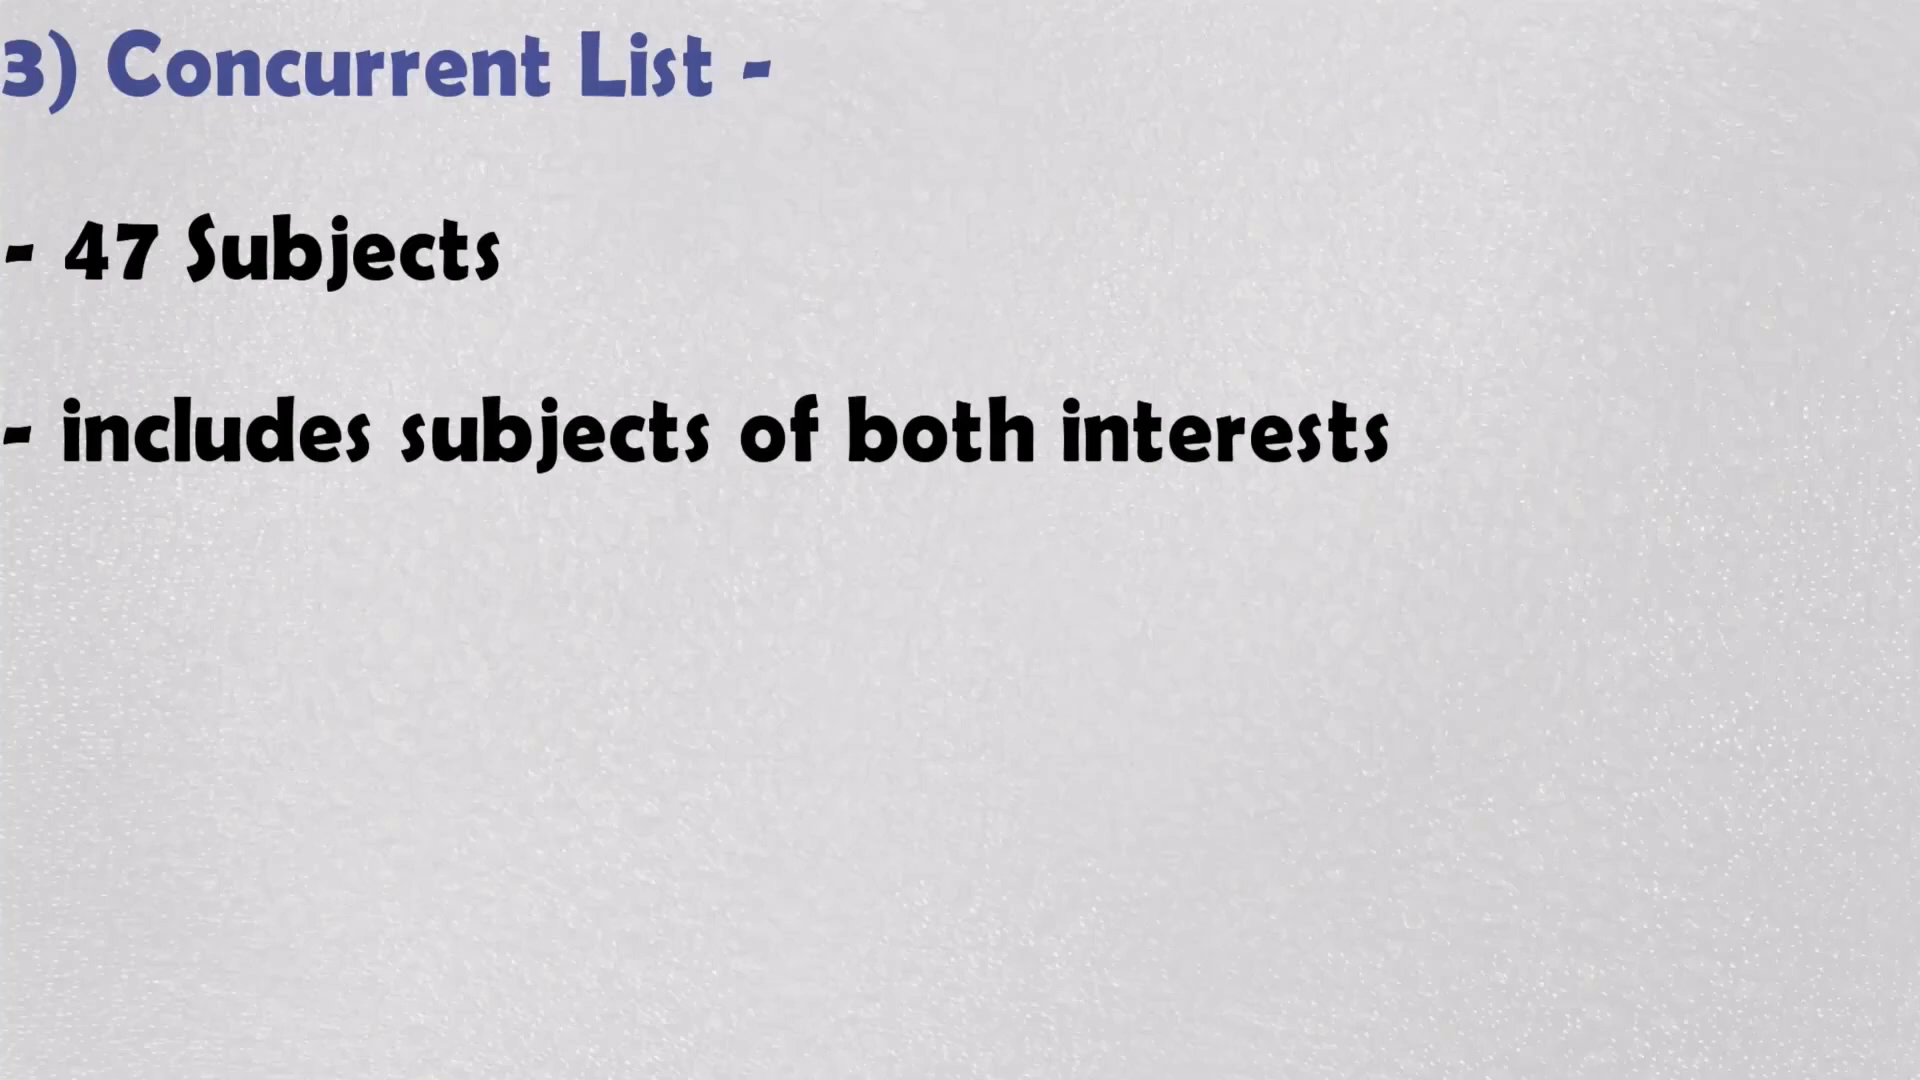 3) Concurrent List -
- 47 Subjects
- includes subjects of both interests